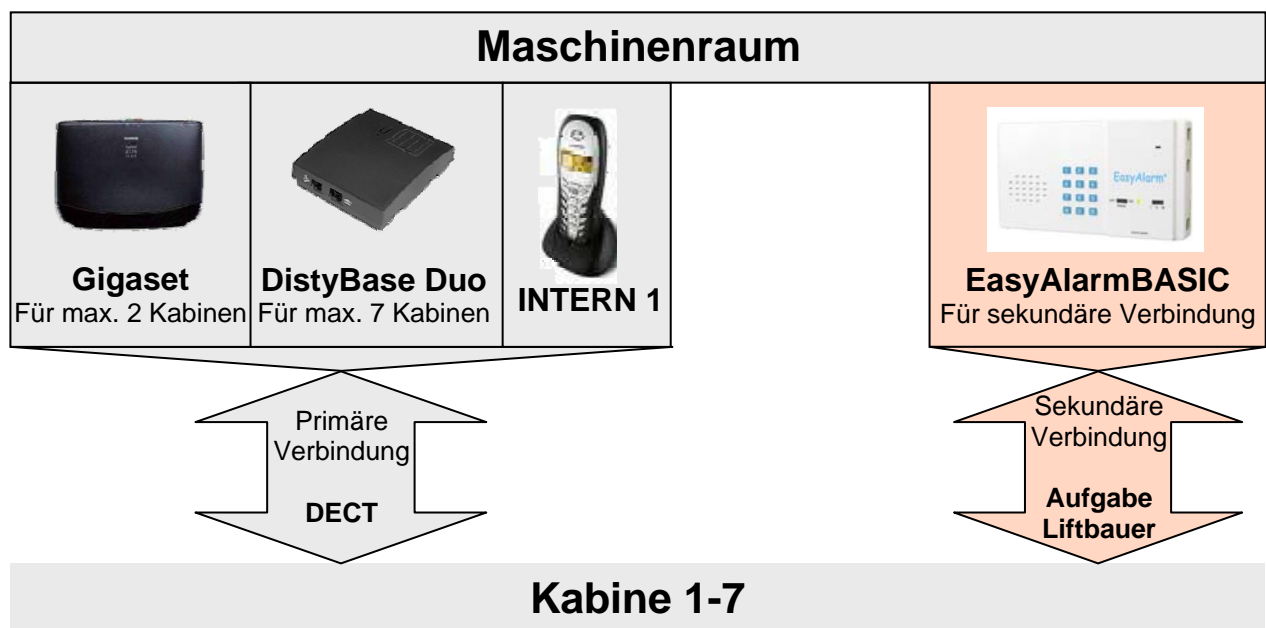 Maschinenraum
EasyAlarm
Gigaset
Für max. 2 Kabinen
DistyBase Duo
Für max. 7 Kabinen
INTERN 1
EasyAlarmBASIC
Für sekundäre Verbindung
Primäre
Verbindung
DECT
Sekundäre
Verbindung
Aufgabe
Liftbauer
Kabine 1-7